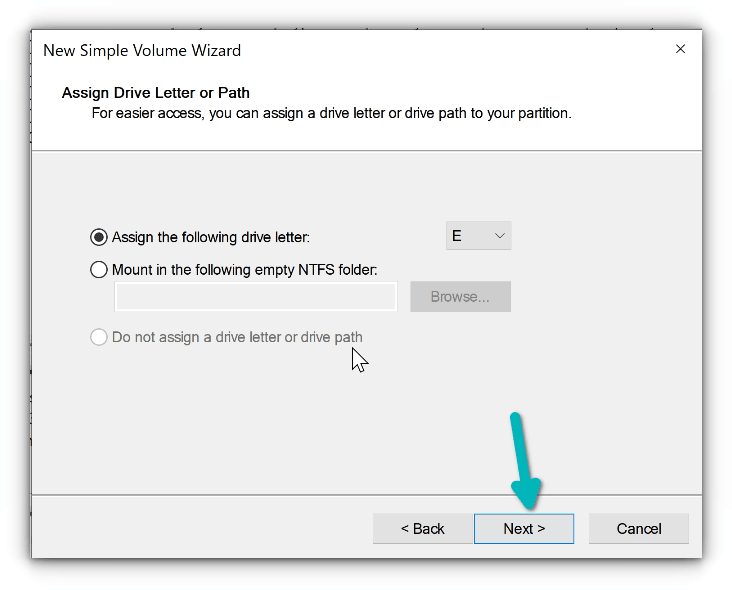 New Simple Volume Wizard
Assign Drive Letter or Path
For easier access, you can assign a drive letter or drive path to your partition.
Assign the following drive letter:
E
Mount in the following empty NTFS folder:
Browse...
Do not assign a drive letter or drive path
< Back
Next >
Cancel